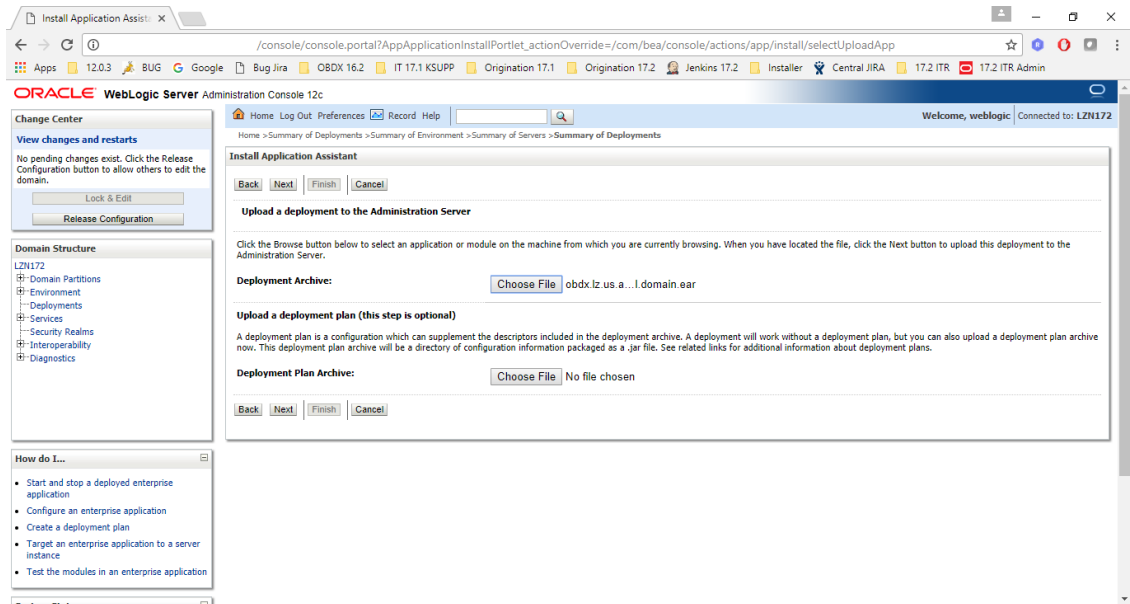 Install Application Assista
/console/console.portal?AppApplicationInstallPortlet_actionOverride=/com/bea/console/actions/app/install/selectUploadApp
Apps 12.0.3 BUG Google Bug Jira OBDX 16.2 IT 17.1 KSUPP Origination 17.1 Origination 17.2 Jenkins 17.2 Installer Central JIRA 17.2 ITR 17.2 ITR Admin
ORACLE WebLogic Server Administration Console 12c
Change Center
View changes and restarts
No pending changes exist. Click the Release
Configuration button to allow others to edit the
domain.
Lock & Edit
Release Configuration
Domain Structure
LZN172
Domain Partitions
Environment
Deployments
Services
Security Realms
Interoperability
Diagnostics
How do I...
Start and stop a deployed enterprise
application
Configure an enterprise application
Create a deployment plan
Target an enterprise application to a server
instance
Test the modules in an enterprise application
Home Log Out Preferences Record Help
Welcome, weblogic Connected to: LZN172
Home >Summary of Deployments >Summary of Environment >Summary of Servers >Summary of Deployments
Install Application Assistant
Back Next Finish Cancel
Upload a deployment to the Administration Server
Click the Browse button below to select an application or module on the machine from which you are currently browsing. When you have located the file, click the Next button to upload this deployment to the
Administration Server.
Deployment Archive: Choose File obdx.lz.us.a...l.domain.ear
Upload a deployment plan (this step is optional)
A deployment plan is a configuration which can supplement the descriptors included in the deployment archive. A deployment will work without a deployment plan, but you can also upload a deployment plan archive
now. This deployment plan archive will be a directory of configuration information packaged as a .jar file. See related links for additional information about deployment plans.
Deployment Plan Archive: Choose File No file chosen
Back Next Finish Cancel